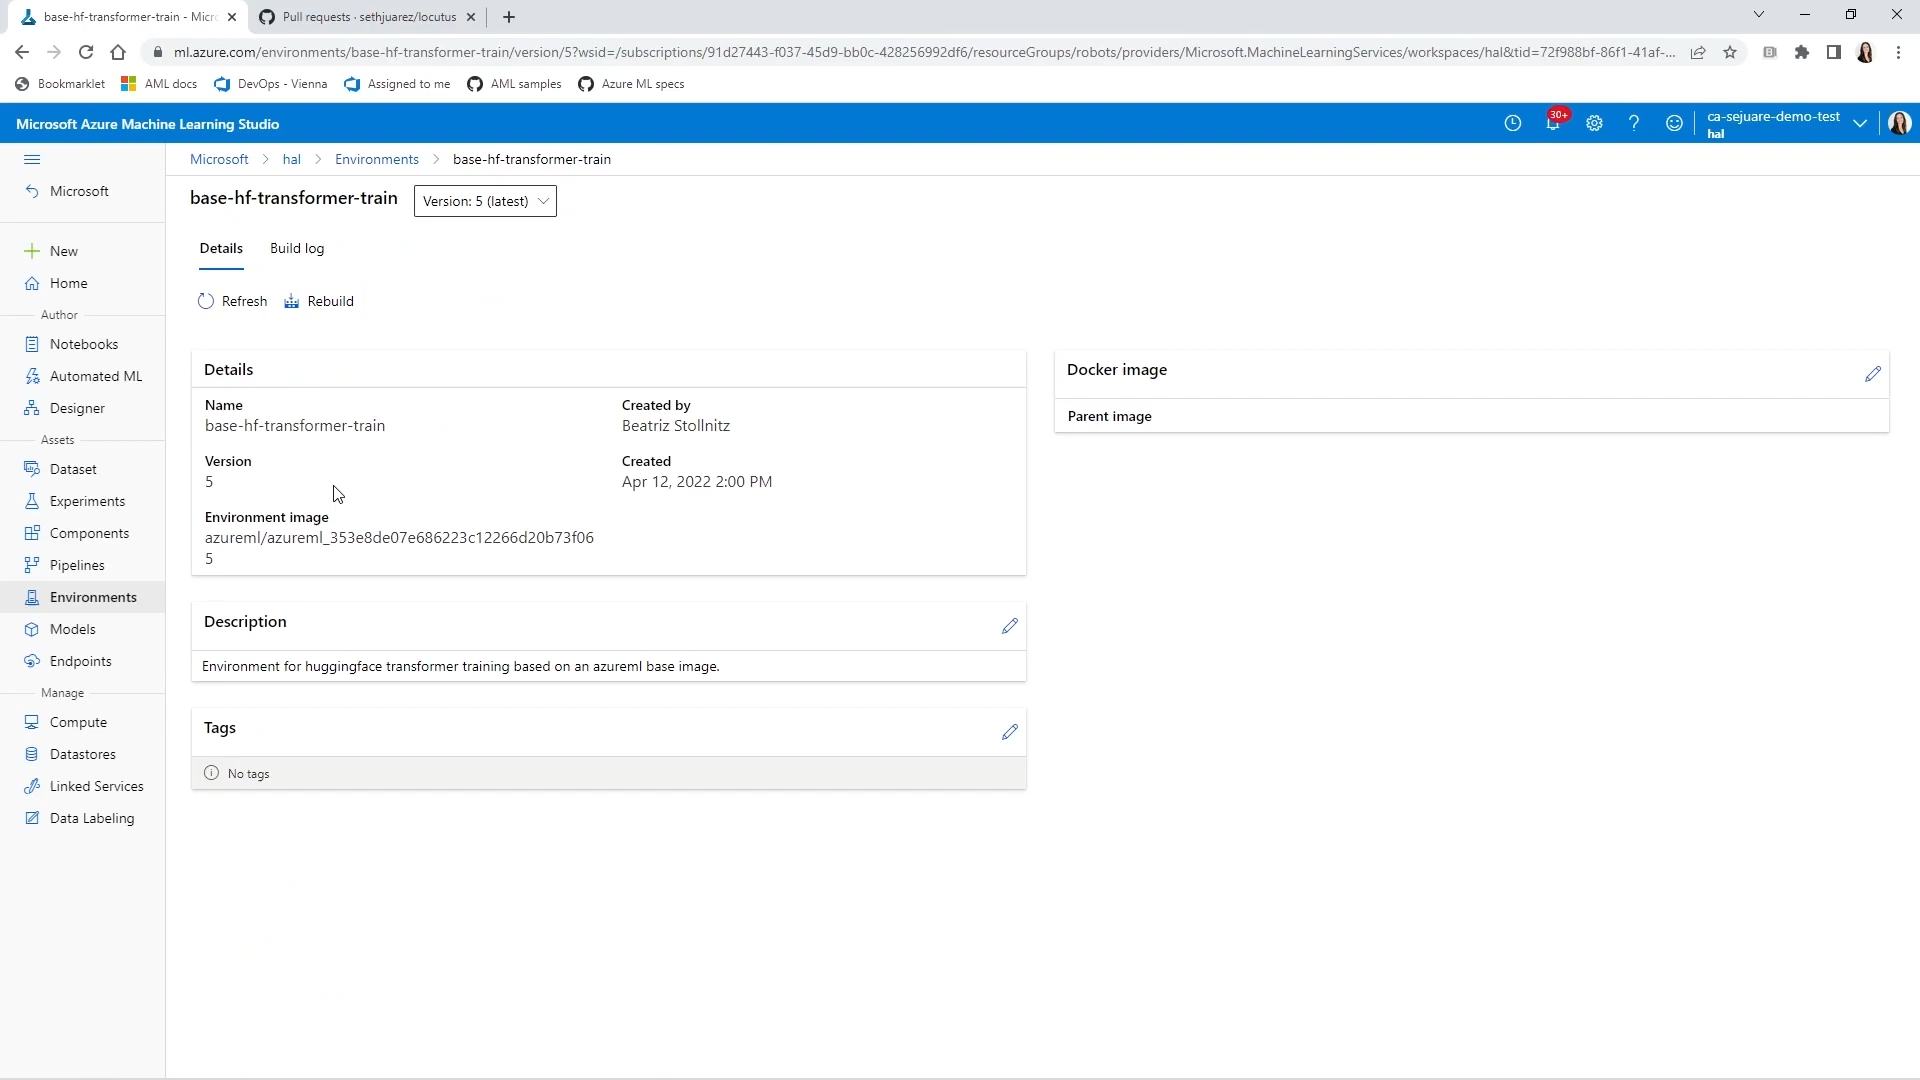 base-hf-transformer-train - Micro
Pull requests · sethjuarez/locutus
ml.azure.com/environments/base-hf-transformer-train/version/5?wsid=/subscriptions/91d27443-f037-45d9-bb0c-428256992df6/resourceGroups/robots/providers/Microsoft.MachineLearningServices/workspaces/hal&tid=72f988bf-86f1-41af-...
Bookmarklet
AML docs
DevOps - Vienna
Assigned to me
AML samples
Azure ML specs
Microsoft Azure Machine Learning Studio
30+
ca-sejuare-demo-test
hal
Microsoft
New
Home
Author
Notebooks
Automated ML
Designer
Assets
Dataset
Experiments
Components
Pipelines
Environments
Models
Endpoints
Manage
Compute
Datastores
Linked Services
Data Labeling
Microsoft > hal > Environments > base-hf-transformer-train
base-hf-transformer-train
Version: 5 (latest)
Details
Build log
Refresh
Rebuild
Details
Name
base-hf-transformer-train
Created by
Beatriz Stollnitz
Version
5
Created
Apr 12, 2022 2:00 PM
Environment image
azureml/azureml_353e8de07e686223c12266d20b73f06
5
Description
Environment for huggingface transformer training based on an azureml base image.
Tags
No tags
Docker image
Parent image